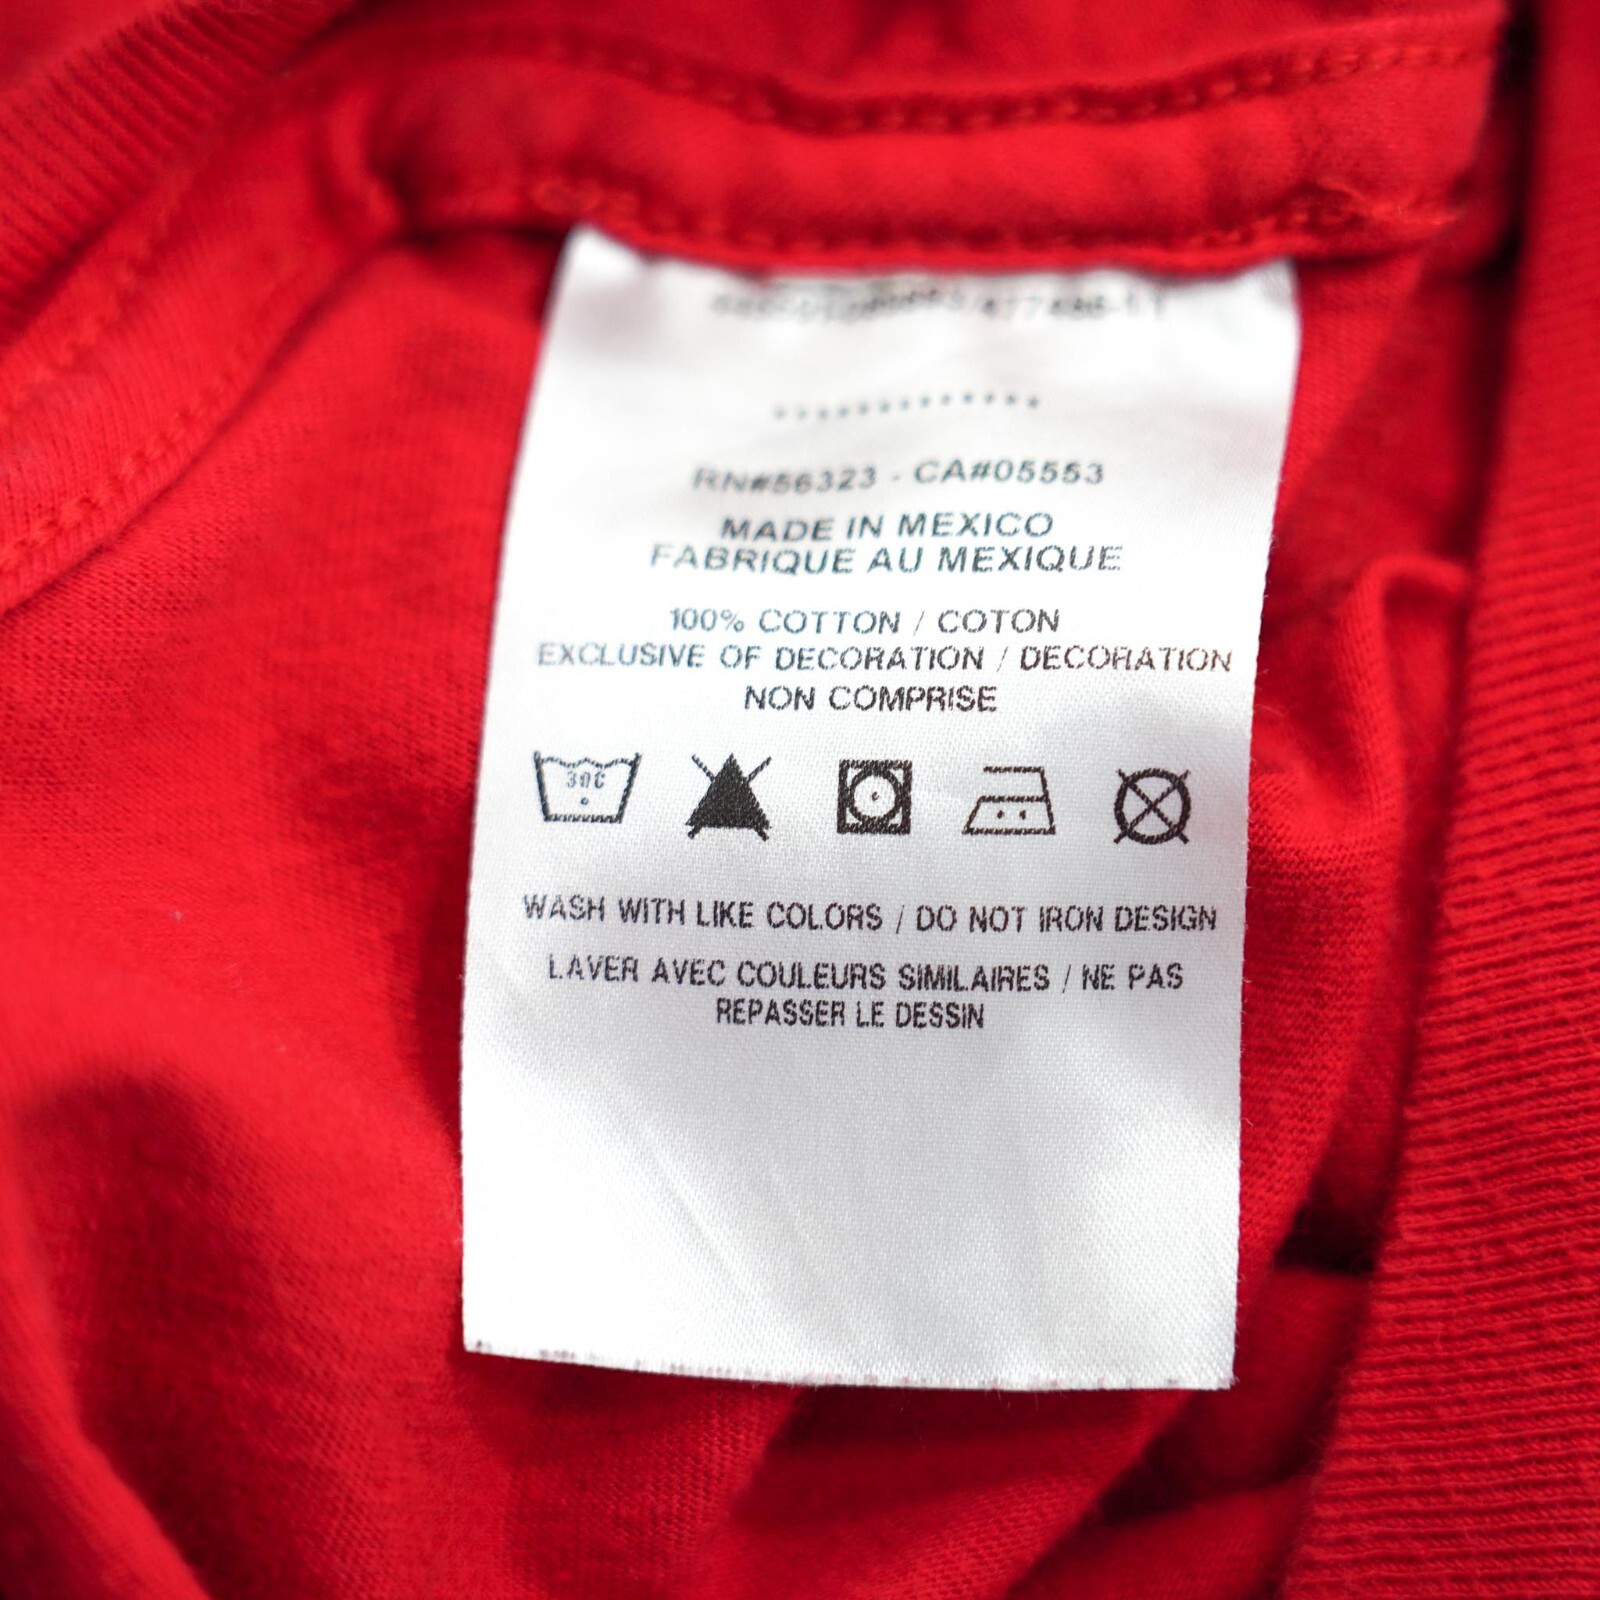 RN#56323 - CA#05553
MADE IN MEXICO
FABRIQUE AU MEXIQUE
100% COTTON / COTON
EXCLUSIVE OF DECORATION / DECORATION
NON COMPRISE
30C
WASH WITH LIKE COLORS / DO NOT IRON DESIGN
LAVER AVEC COULEURS SIMILAIRES / NE PAS
REPASSER LE DESSIN